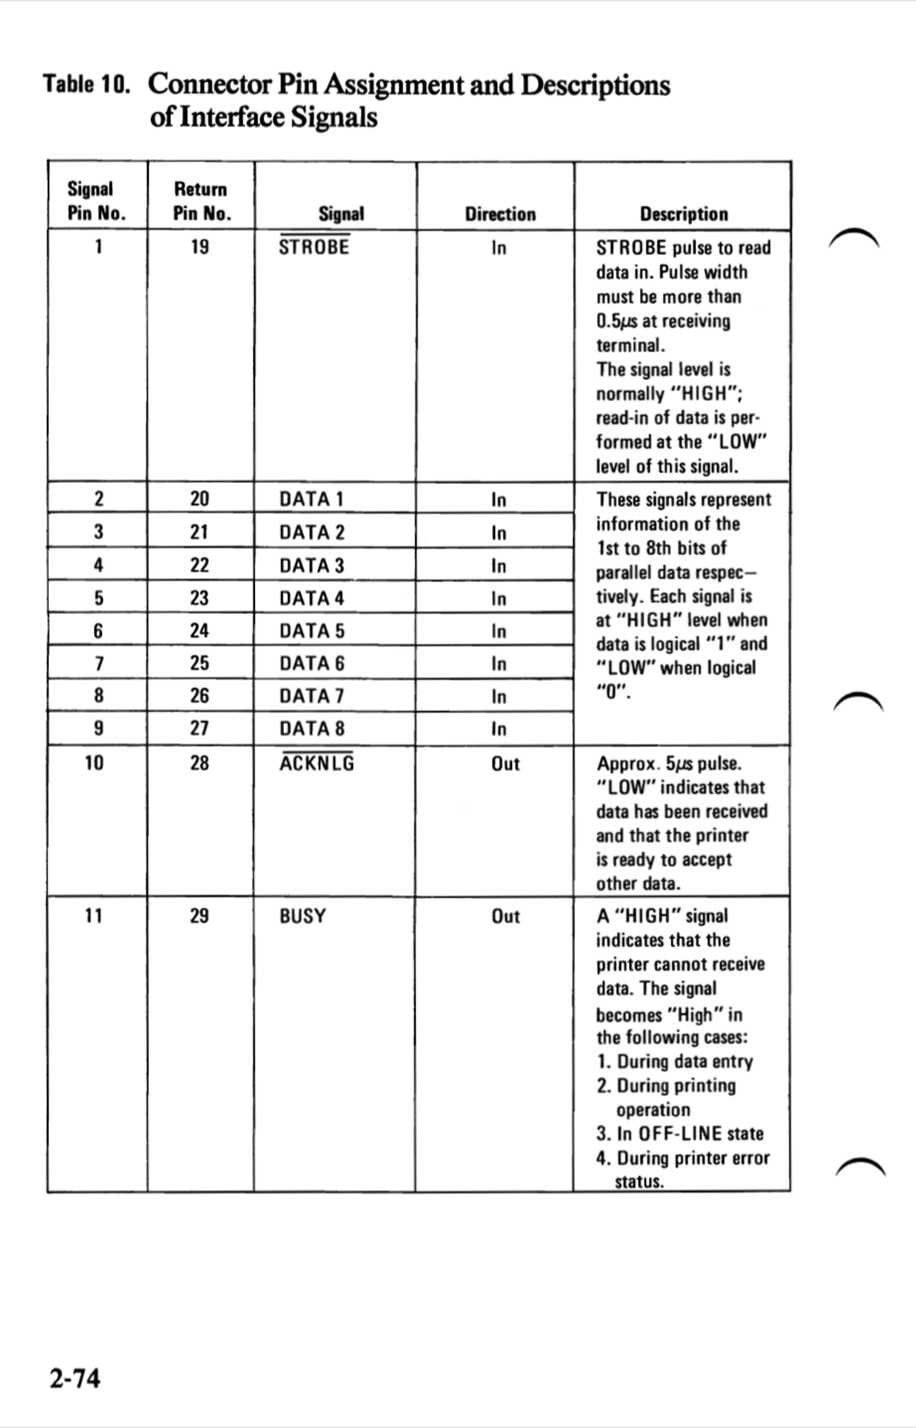 Table 10. Connector Pin Assignment and Descriptions
of Interface Signals
Signal Pin No. Return Pin No. Signal Direction Description
1 19 STROBE In STROBE pulse to read
data in. Pulse width
must be more than
0.5µs at receiving
terminal.
The signal level is
normally "HIGH";
read-in of data is per-
formed at the "LOW"
level of this signal.
2 20 DATA 1 In These signals represent
information of the
3 21 DATA 2 In
1st to 8th bits of
4 22 DATA 3 In
parallel data respec—
5 23 DATA 4 In tively. Each signal is
at "HIGH" level when
6 24 DATA 5 In
data is logical "1" and
7 25 DATA 6 In "LOW" when logical
8 26 DATA 7 In "0".
9 27 DATA 8 In
10 28 ACKNLG Out Approx. 5µs pulse.
"LOW" indicates that
data has been received
and that the printer
is ready to accept
other data.
11 29 BUSY Out A "HIGH" signal
indicates that the
printer cannot receive
data. The signal
becomes "High" in
the following cases:
1. During data entry
2. During printing
operation
3. In OFF-LINE state
4. During printer error
status.
2-74